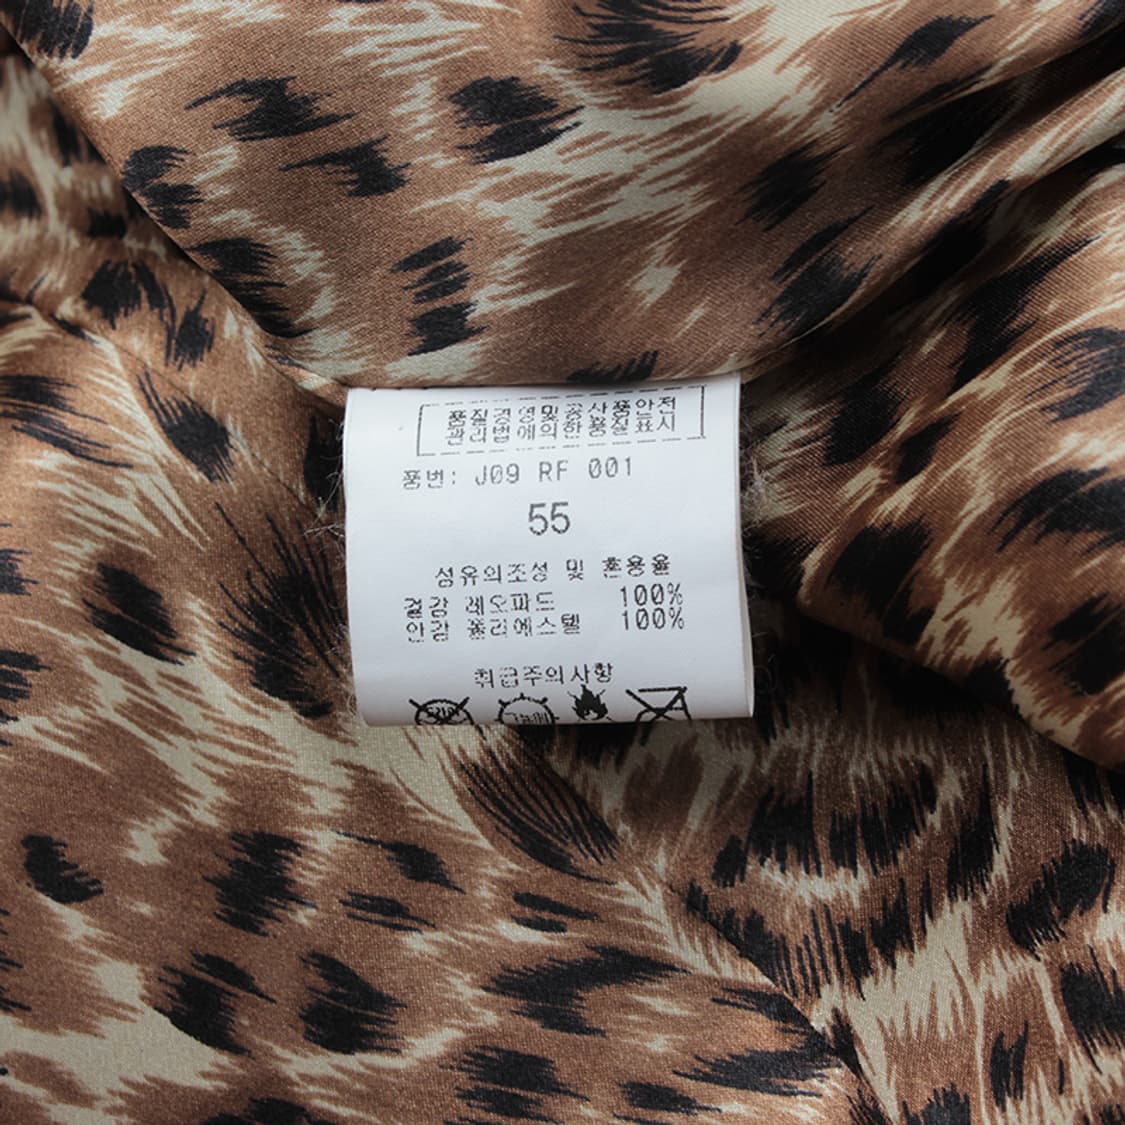 품질경영및공산품안전
관리법에의한품질표시
품번: J09 RF 001
55
섬유의조성 및 혼용율
겉감 레오파드 100%
안감 폴리에스텔 100%
취급주의사항